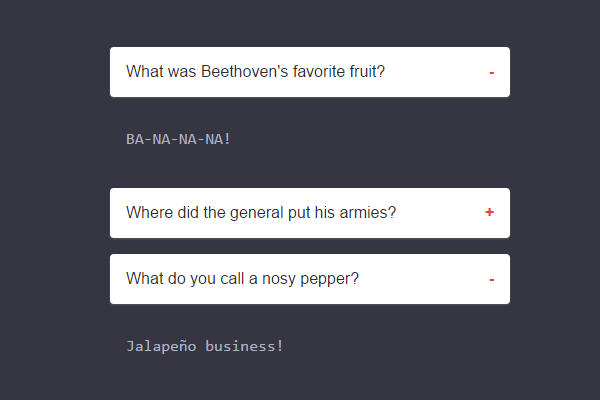 What was Beethoven's favorite fruit? -
BA-NA-NA-NA!
Where did the general put his armies? +
What do you call a nosy pepper? -
Jalapeño business!